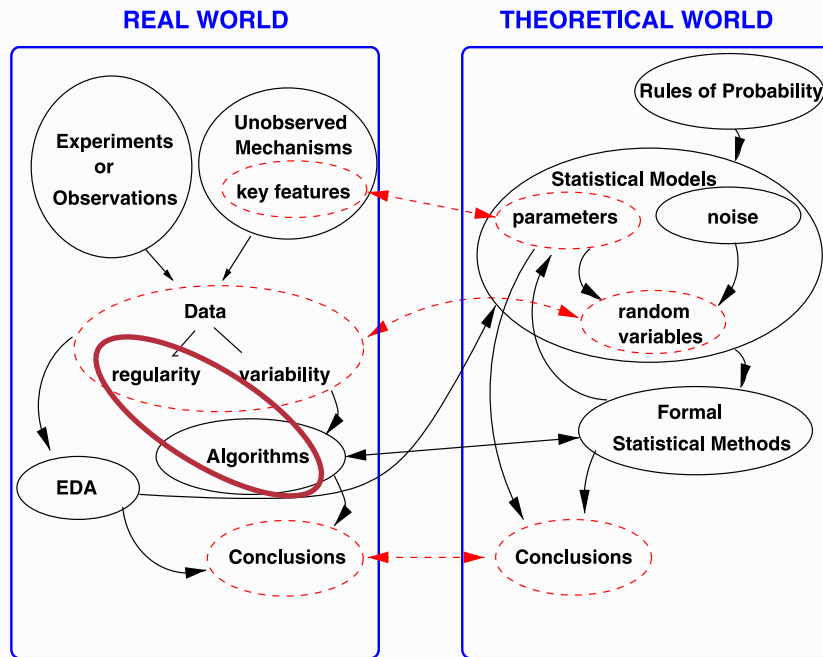 REAL WORLD
THEORETICAL WORLD
Experiments
or
Observations
Unobserved
Mechanisms
key features
Data
regularity
variability
Algorithms
EDA
Conclusions
Rules of Probability
Statistical Models
parameters
noise
random
variables
Formal
Statistical Methods
Conclusions